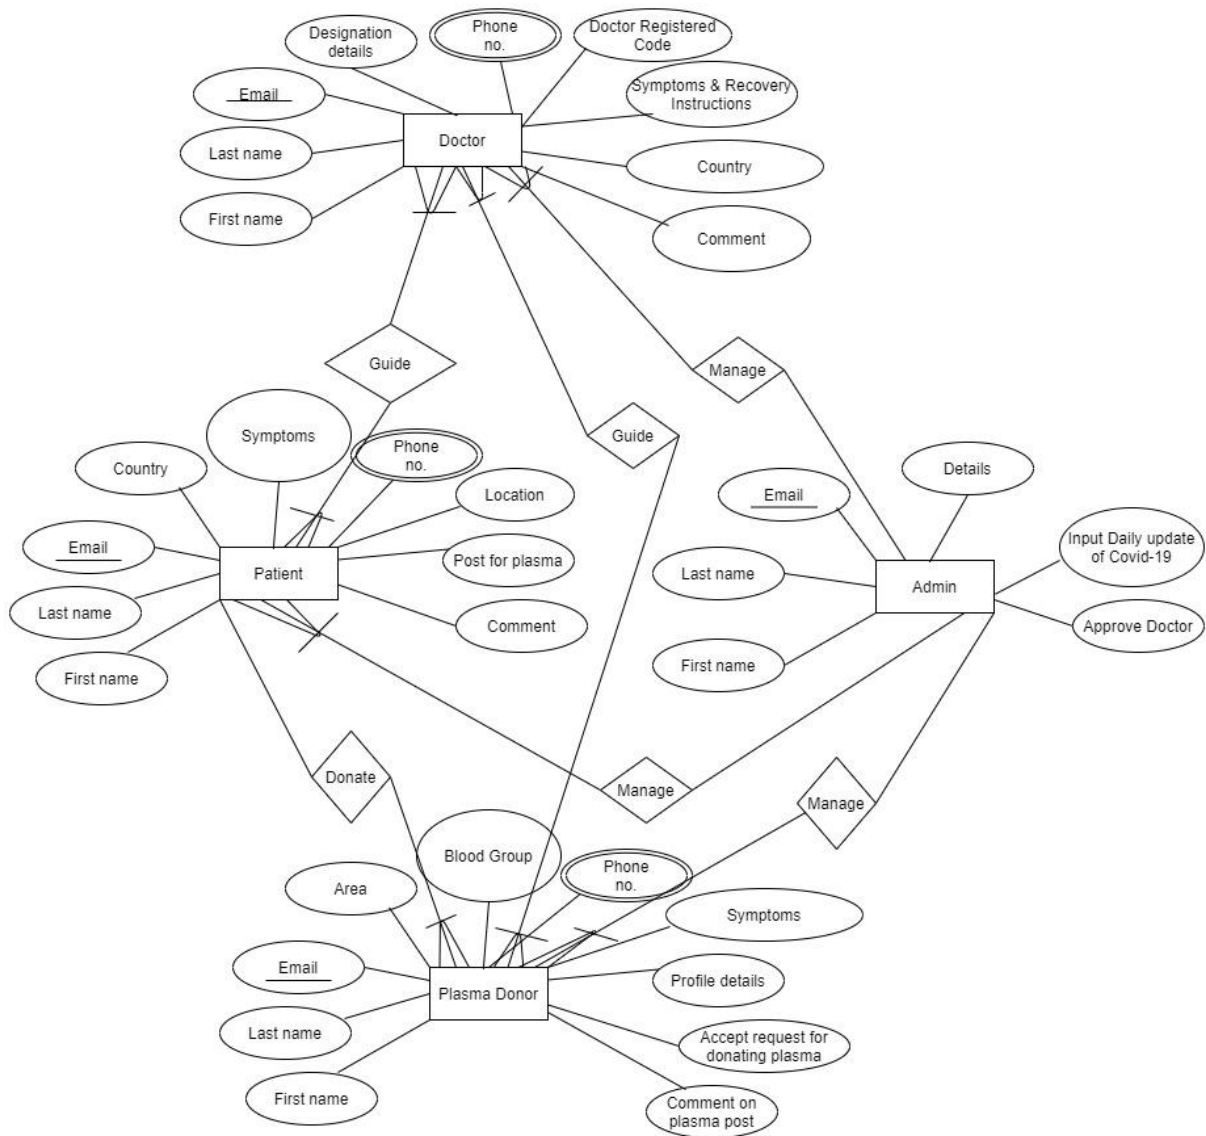 Designation
details
Phone
no.
Doctor Registered
Code
Email
Symptoms & Recovery
Instructions
Doctor
Last name
Country
First name
Comment
Guide
Manage
Symptoms
Guide
Phone
no.
Country
Details
Location
Email
Input Daily update
of Covid-19
Email
Post for plasma
Patient
Last name
Admin
Last name
Comment
Approve Doctor
First name
First name
Donate
Manage
Manage
Blood Group
Phone
no.
Area
Symptoms
Email
Profile details
Plasma Donor
Last name
Accept request for
donating plasma
First name
Comment on
plasma post